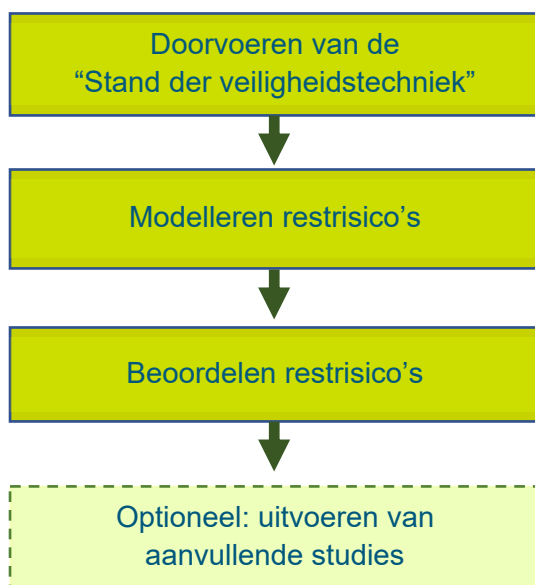 Doorvoeren van de
“Stand der veiligheidstechniek”
Modelleren restrisico’s
Beoordelen restrisico’s
Optioneel: uitvoeren van
aanvullende studies